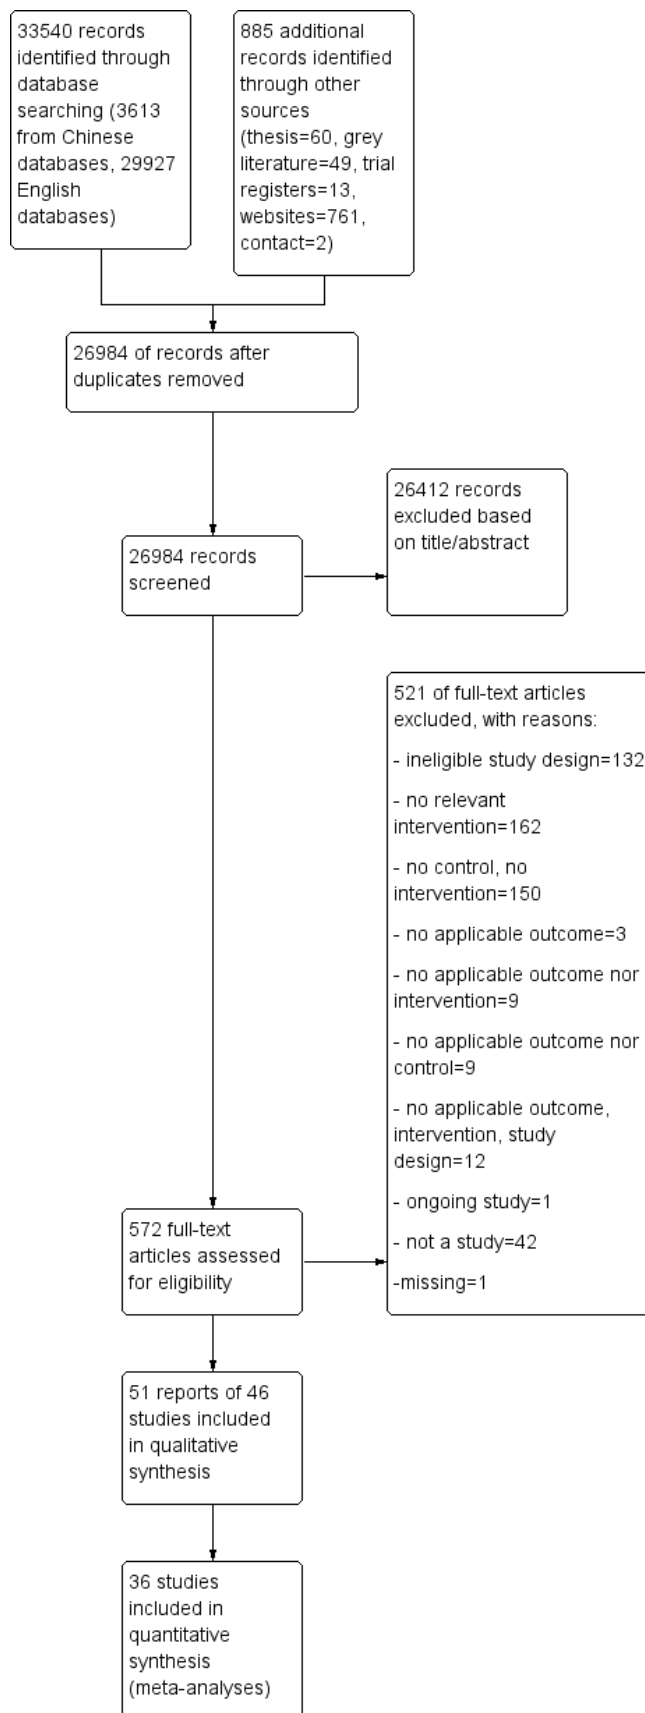 33540 records
identified through
database
searching (3613
from Chinese
databases, 29927
English
databases)
885 additional
records identified
through other
sources
(thesis=60, grey
literature=49, trial
registers=13,
websites=761,
contact=2)
26984 of records after
duplicates removed
26984 records
screened
26412 records
excluded based
on title/abstract
521 of full-text articles
excluded, with reasons:
- ineligible study design=132
- no relevant
intervention=162
- no control, no
intervention=150
- no applicable outcome=3
- no applicable outcome nor
intervention=9
- no applicable outcome nor
control=9
- no applicable outcome,
intervention, study
design=12
- ongoing study=1
- not a study=42
-missing=1
572 full-text
articles assessed
for eligibility
51 reports of 46
studies included
in qualitative
synthesis
36 studies
included in
quantitative
synthesis
(meta-analyses)